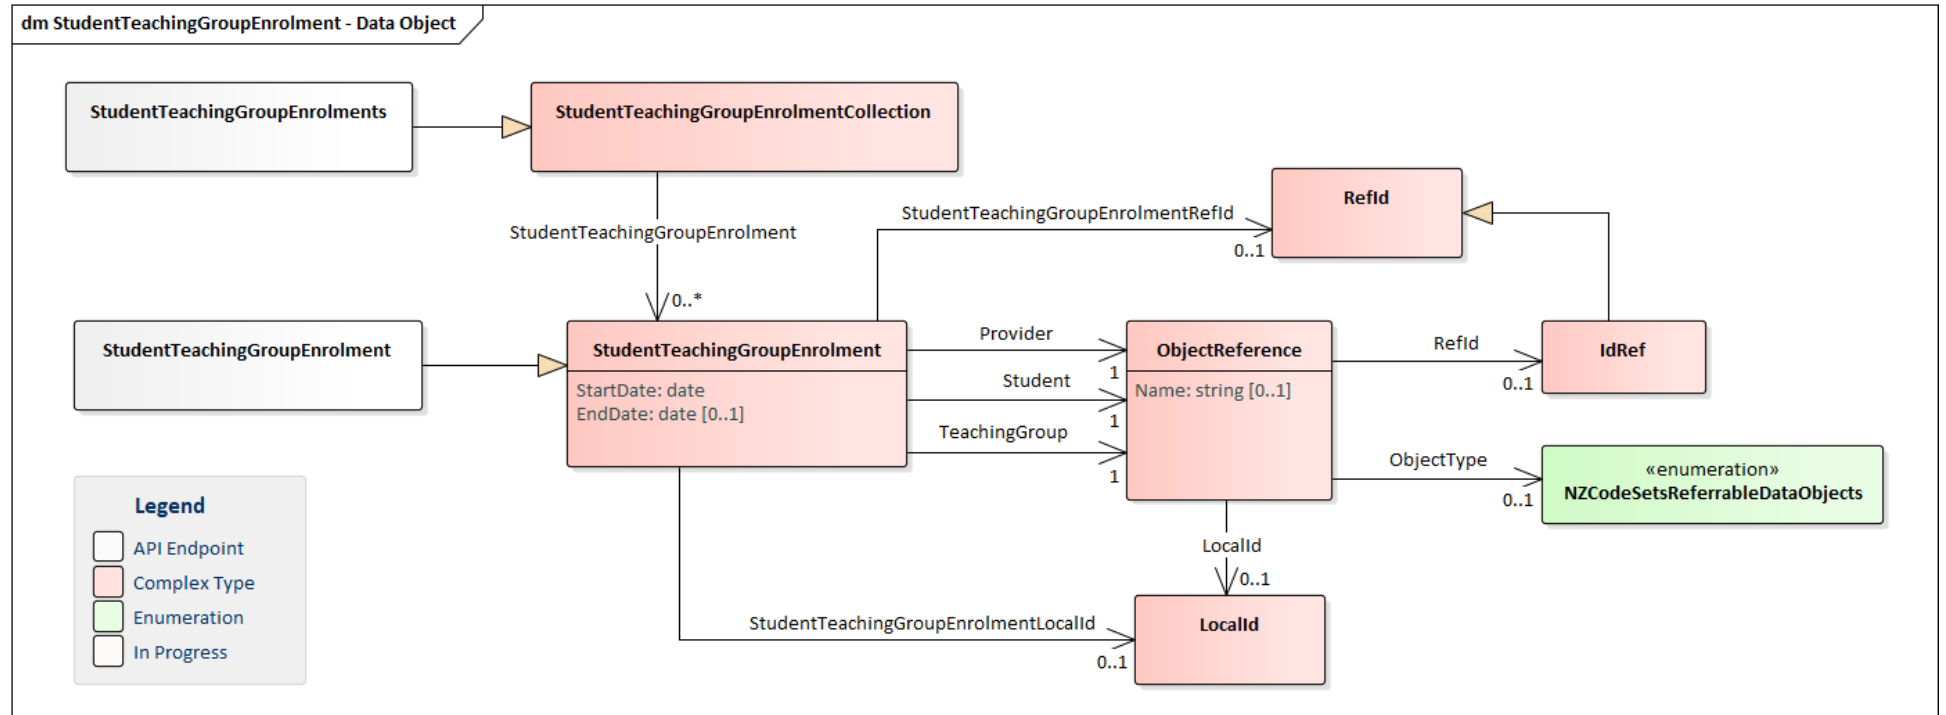 dm StudentTeachingGroupEnrolment - Data Object
StudentTeachingGroupEnrolments
StudentTeachingGroupEnrolmentCollection
StudentTeachingGroupEnrolment
0..*
StudentTeachingGroupEnrolmentRefId
0..1
RefId
StudentTeachingGroupEnrolment
StudentTeachingGroupEnrolment
StartDate: date
EndDate: date [0..1]
Provider
1
Student
1
TeachingGroup
1
ObjectReference
Name: string [0..1]
RefId
0..1
IdRef
ObjectType
0..1
«enumeration»
NZCodeSetsReferrableDataObjects
LocalId
0..1
StudentTeachingGroupEnrolmentLocalId
0..1
LocalId
Legend
API Endpoint
Complex Type
Enumeration
In Progress